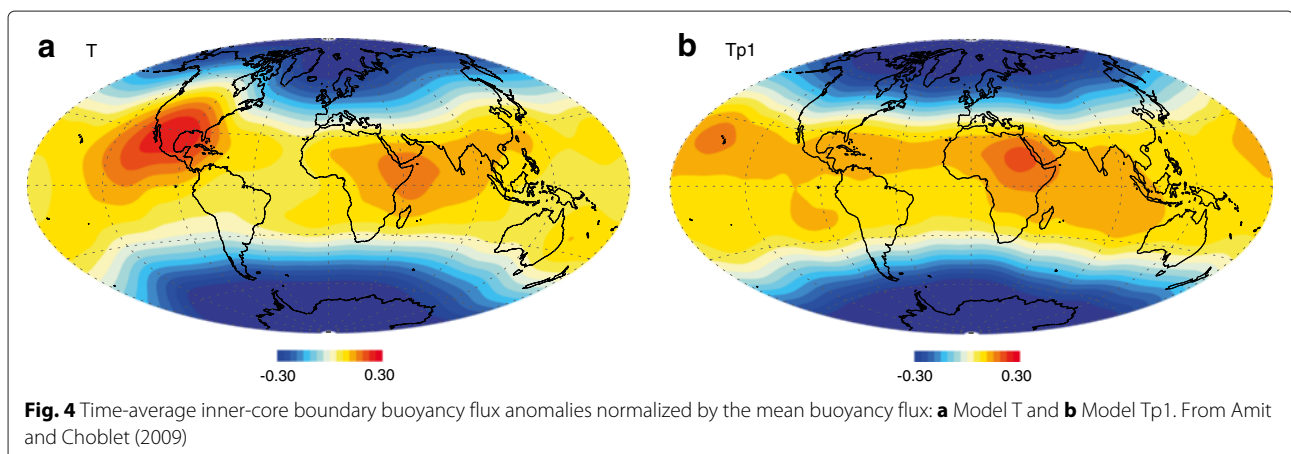 a T
b Tp1
-0.30 0.30
-0.30 0.30
Fig. 4 Time-average inner-core boundary buoyancy flux anomalies normalized by the mean buoyancy flux: a Model T and b Model Tp1. From Amit
and Choblet (2009)